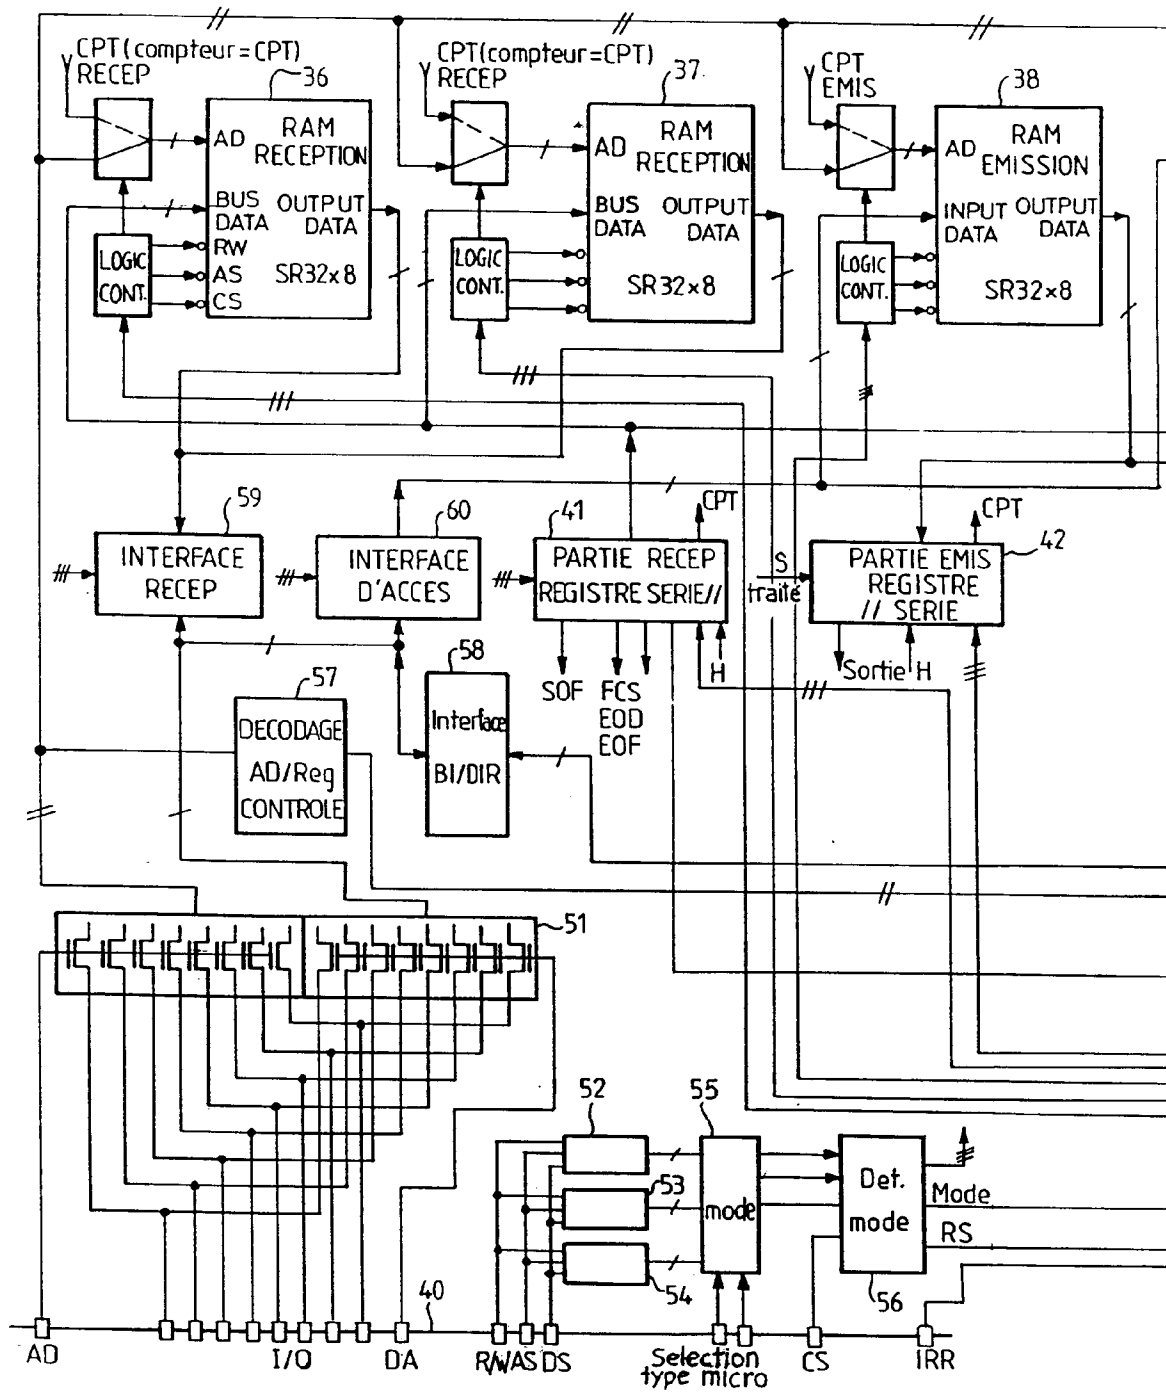 CPT(compteur=CPT)
RECEP
36
CPT(compteur=CPT)
RECEP
37
CPT
EMIS
38
AD
RAM
RECEPTION
BUS
DATA
OUTPUT
DATA
RW
AS
CS
SR32x8
LOGIC
CONT.
AD
RAM
RECEPTION
BUS
DATA
OUTPUT
DATA
SR32x8
LOGIC
CONT.
AD
RAM
EMISSION
INPUT
DATA
OUTPUT
DATA
SR32x8
LOGIC
CONT.
59
INTERFACE
RECEP
60
INTERFACE
D'ACCES
41
CPT
PARTIE RECEP
REGISTRE SERIE//
S
traité
CPT
42
PARTIE EMIS
REGISTRE
// SERIE
SOF
FCS
EOD
EOF
H
Sortie
H
57
DECODAGE
AD/Reg
CONTROLE
58
Interface
BI/DIR
51
52
53
54
55
mode
Det.
mode
56
Mode
RS
40
AD
I/O
DA
R/W
AS
DS
Selection
type micro
CS
IRR